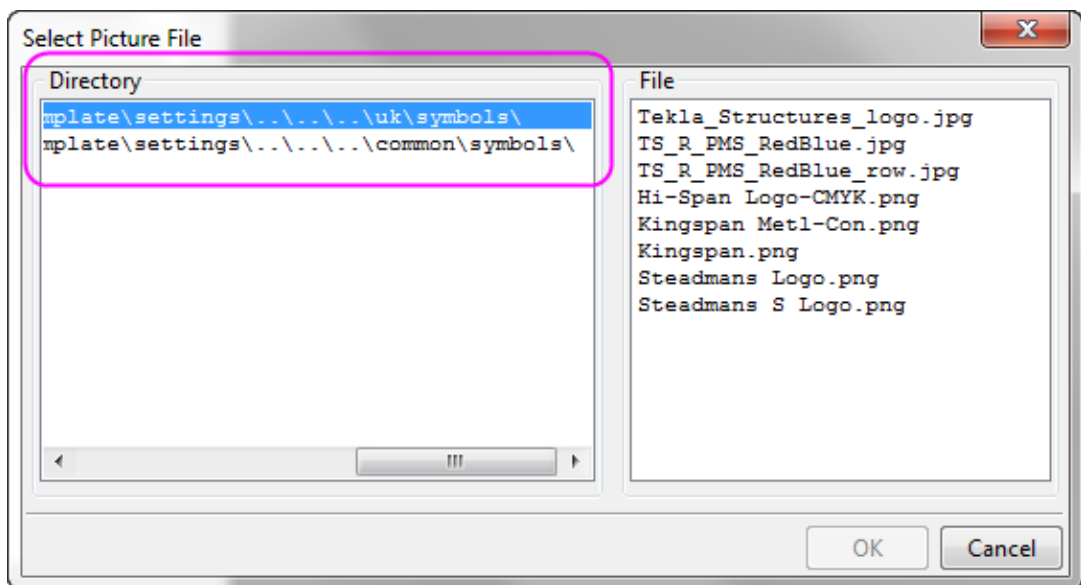 Select Picture File
X
Directory
mplate\settings\..\..\..\uk\symbols\
mplate\settings\..\..\..\common\symbols\
File
Tekla_Structures_logo.jpg
TS_R_PMS_RedBlue.jpg
TS_R_PMS_RedBlue_row.jpg
Hi-Span Logo-CMYK.png
Kingspan Metl-Con.png
Kingspan.png
Steadmans Logo.png
Steadmans S Logo.png
OK
Cancel